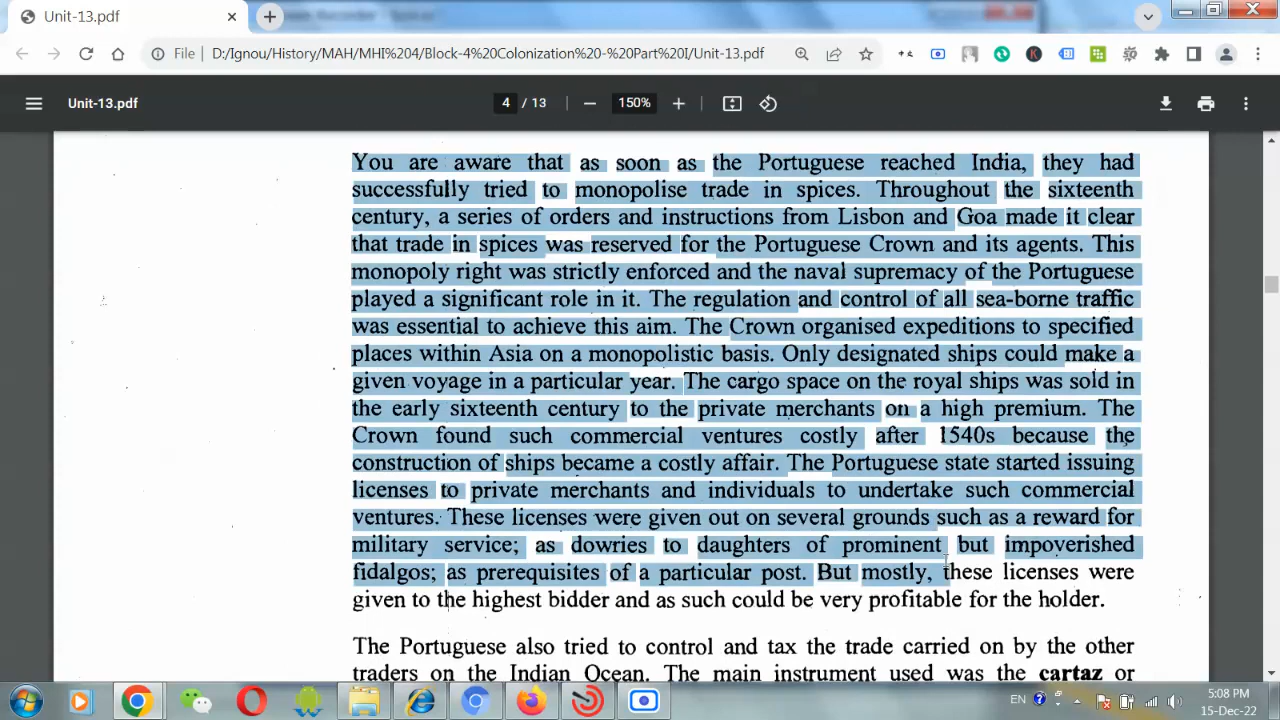 Unit-13.pdf
File
D:/Ignou/History/MAH/MHI%204/Block-4%20Colonization%20-%20Part%20I/Unit-13.pdf
Unit-13.pdf
4 / 13
150%
You are aware that as soon as the Portuguese reached India, they had
successfully tried to monopolise trade in spices. Throughout the sixteenth
century, a series of orders and instructions from Lisbon and Goa made it clear
that trade in spices was reserved for the Portuguese Crown and its agents. This
monopoly right was strictly enforced and the naval supremacy of the Portuguese
played a significant role in it. The regulation and control of all sea-borne traffic
was essential to achieve this aim. The Crown organised expeditions to specified
places within Asia on a monopolistic basis. Only designated ships could make a
given voyage in a particular year. The cargo space on the royal ships was sold in
the early sixteenth century to the private merchants on a high premium. The
Crown found such commercial ventures costly after 1540s because the
construction of ships became a costly affair. The Portuguese state started issuing
licenses to private merchants and individuals to undertake such commercial
ventures. These licenses were given out on several grounds such as a reward for
military service; as dowries to daughters of prominent but impoverished
fidalgos; as prerequisites of a particular post. But mostly, these licenses were
given to the highest bidder and as such could be very profitable for the holder.
The Portuguese also tried to control and tax the trade carried on by the other
traders on the Indian Ocean. The main instrument used was the cartaz or
EN
5:08 PM
15-Dec-22